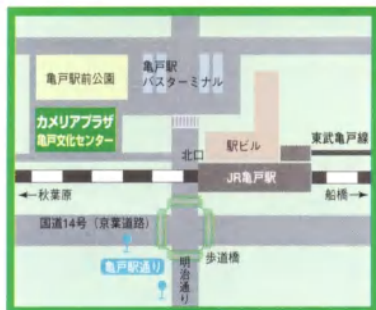 亀戸駅
バスターミナル
亀戸駅前公園
カメリアプラザ
亀戸文化センター
北口
駅ビル
東武亀戸線
JR亀戸駅
←秋葉原
船橋→
国道14号（京葉道路）
歩道橋
亀戸駅通り
明治通り